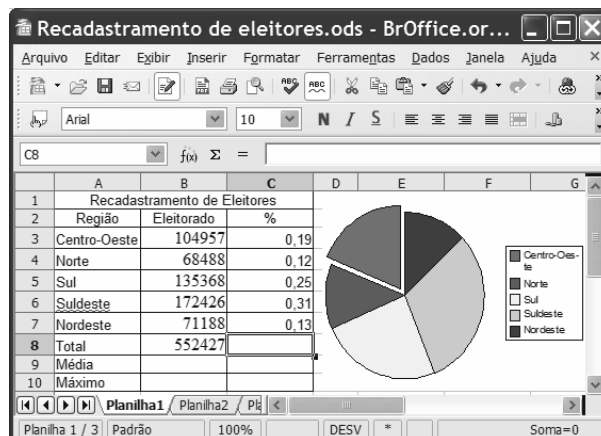 Recadastramento de eleitores.ods - BrOffice.or...
Arquivo Editar Exibir Inserir Formatar Ferramentas Dados Janela Ajuda
ABC ABC
Arial 10 N I S
C8 f(x) Σ =
A B C D E F G
1 Recadastramento de Eleitores
2 Região Eleitorado %
3 Centro-Oeste 104957 0,19
4 Norte 68488 0,12
5 Sul 135368 0,25
6 Suldeste 172426 0,31
7 Nordeste 71188 0,13
8 Total 552427
9 Média
10 Máximo
Centro-Oes-
te
Norte
Sul
Suldeste
Nordeste
Planilha1 Planilha2 Pla
Planilha 1 / 3 Padrão 100% DESV * Soma=0